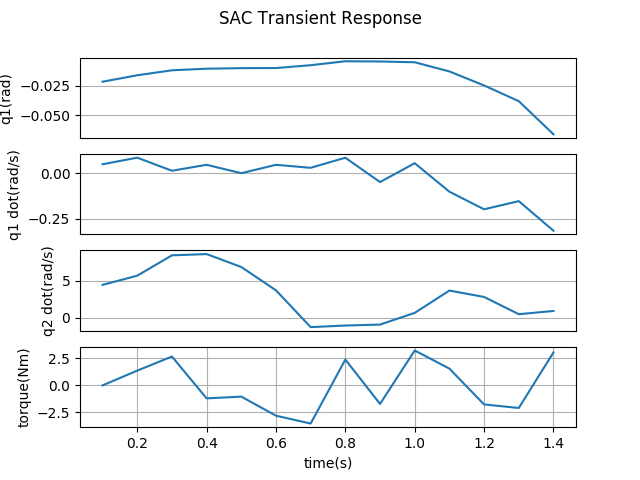 SAC Transient Response
q1(rad)
−0.025
−0.050
q1 dot(rad/s)
0.00
−0.25
q2 dot(rad/s)
5
0
torque(Nm)
2.5
0.0
−2.5
0.2 0.4 0.6 0.8 1.0 1.2 1.4
time(s)